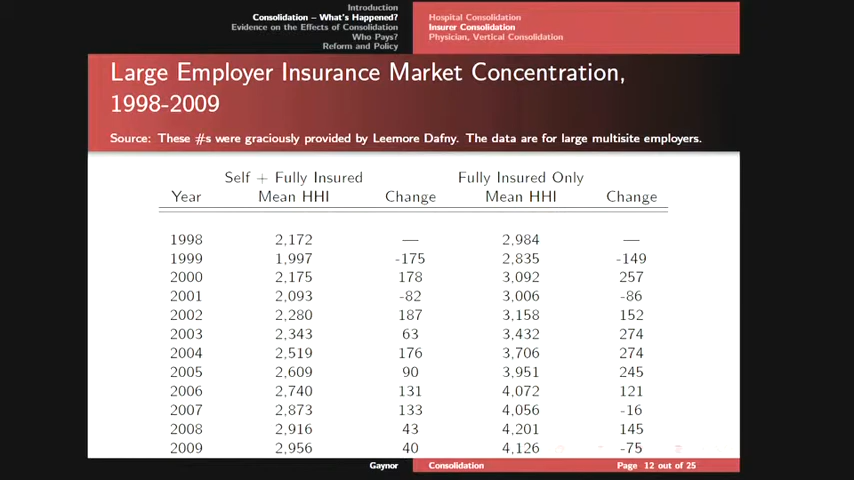 Introduction
Consolidation – What's Happened?
Evidence on the Effects of Consolidation
Who Pays?
Reform and Policy
Hospital Consolidation
Insurer Consolidation
Physician, Vertical Consolidation
Large Employer Insurance Market Concentration,
1998-2009
Source: These #s were graciously provided by Leemore Dafny. The data are for large multisite employers.
Self + Fully Insured Fully Insured Only
Year Mean HHI Change Mean HHI Change
1998 2,172 — 2,984 —
1999 1,997 -175 2,835 -149
2000 2,175 178 3,092 257
2001 2,093 -82 3,006 -86
2002 2,280 187 3,158 152
2003 2,343 63 3,432 274
2004 2,519 176 3,706 274
2005 2,609 90 3,951 245
2006 2,740 131 4,072 121
2007 2,873 133 4,056 -16
2008 2,916 43 4,201 145
2009 2,956 40 4,126 -75
Gaynor Consolidation Page 12 out of 25